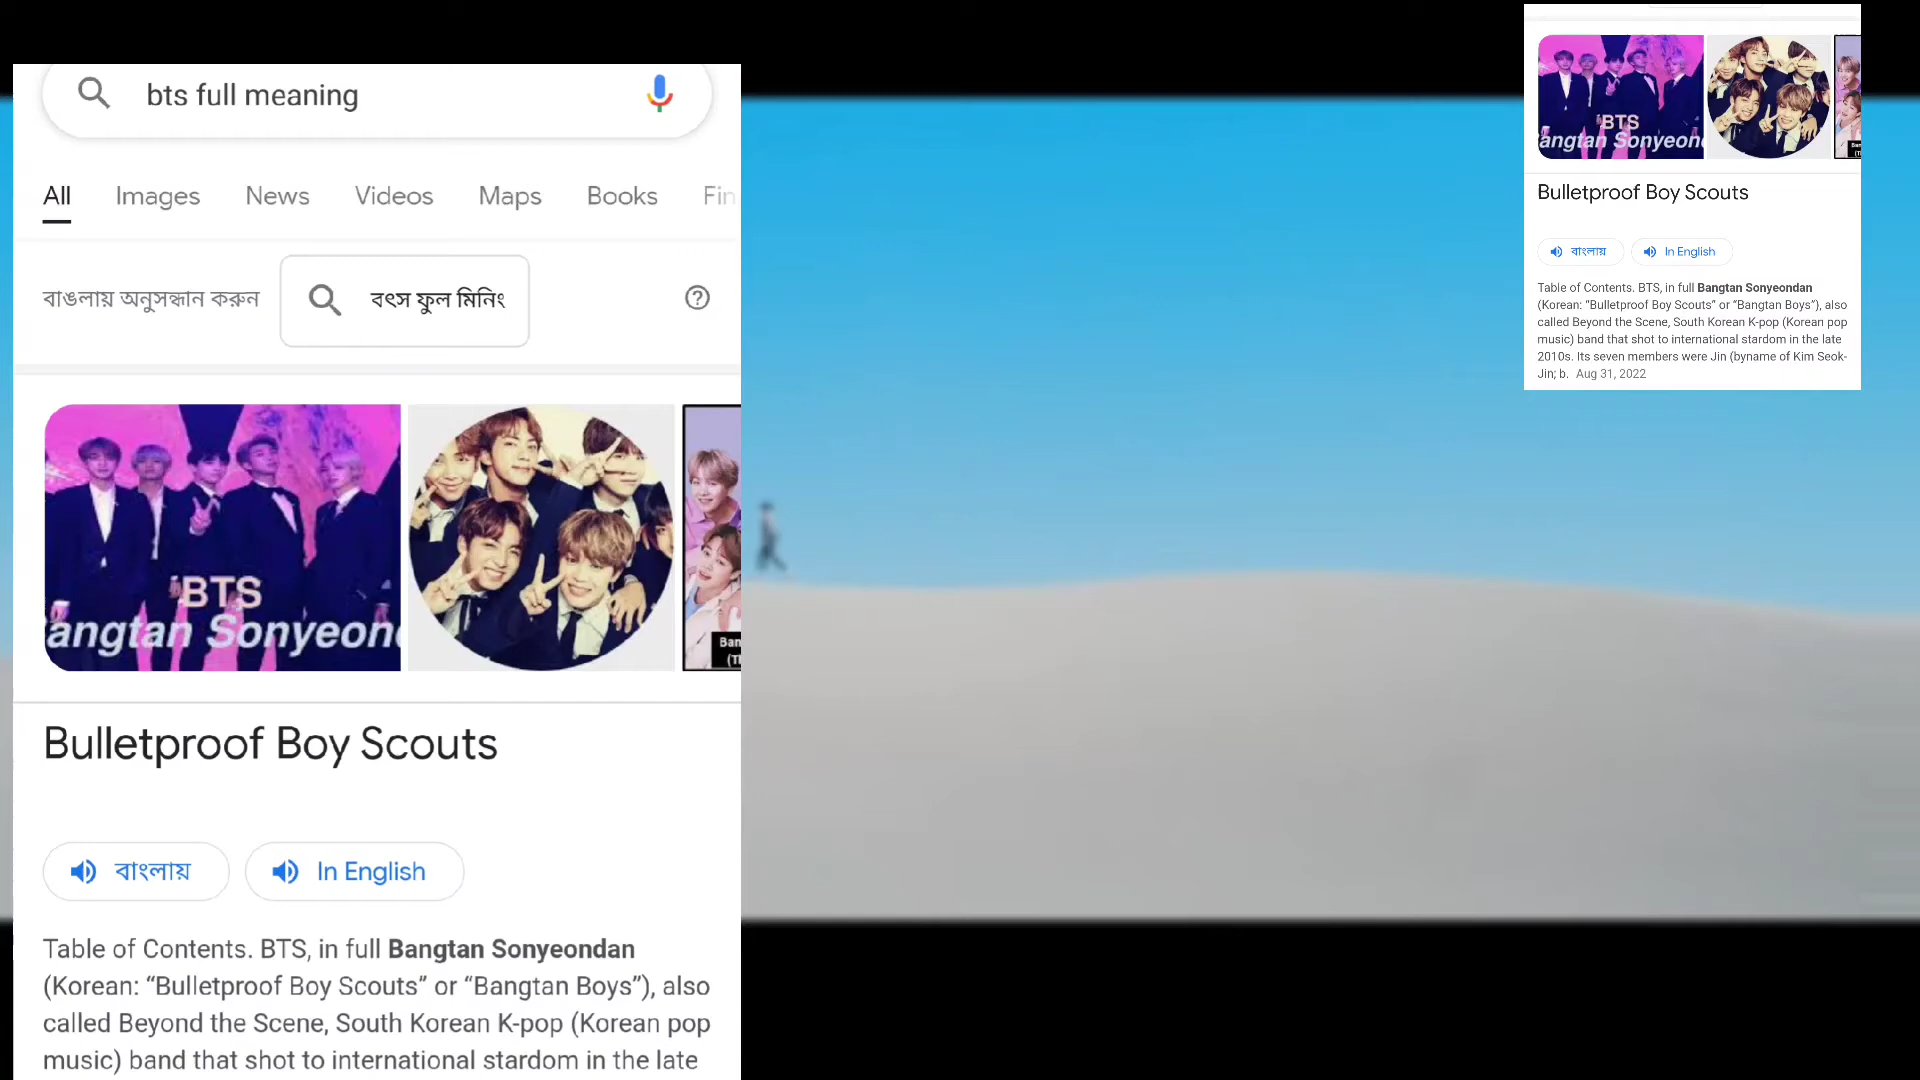 bts full meaning
All Images News Videos Maps Books Fin
বাঙলায় অনুসন্ধান করুন বৎস ফুল মিনিং
BTS
angtan Sonyeon
Ban
(T
Bulletproof Boy Scouts
বাংলায় In English
Table of Contents. BTS, in full Bangtan Sonyeondan
(Korean: “Bulletproof Boy Scouts” or “Bangtan Boys”), also
called Beyond the Scene, South Korean K-pop (Korean pop
music) band that shot to international stardom in the late
BTS
angtan Sonyeon
Ban
(T
Bulletproof Boy Scouts
বাংলায় In English
Table of Contents. BTS, in full Bangtan Sonyeondan
(Korean: “Bulletproof Boy Scouts” or “Bangtan Boys”), also
called Beyond the Scene, South Korean K-pop (Korean pop
music) band that shot to international stardom in the late
2010s. Its seven members were Jin (byname of Kim Seok-
Jin; b. Aug 31, 2022